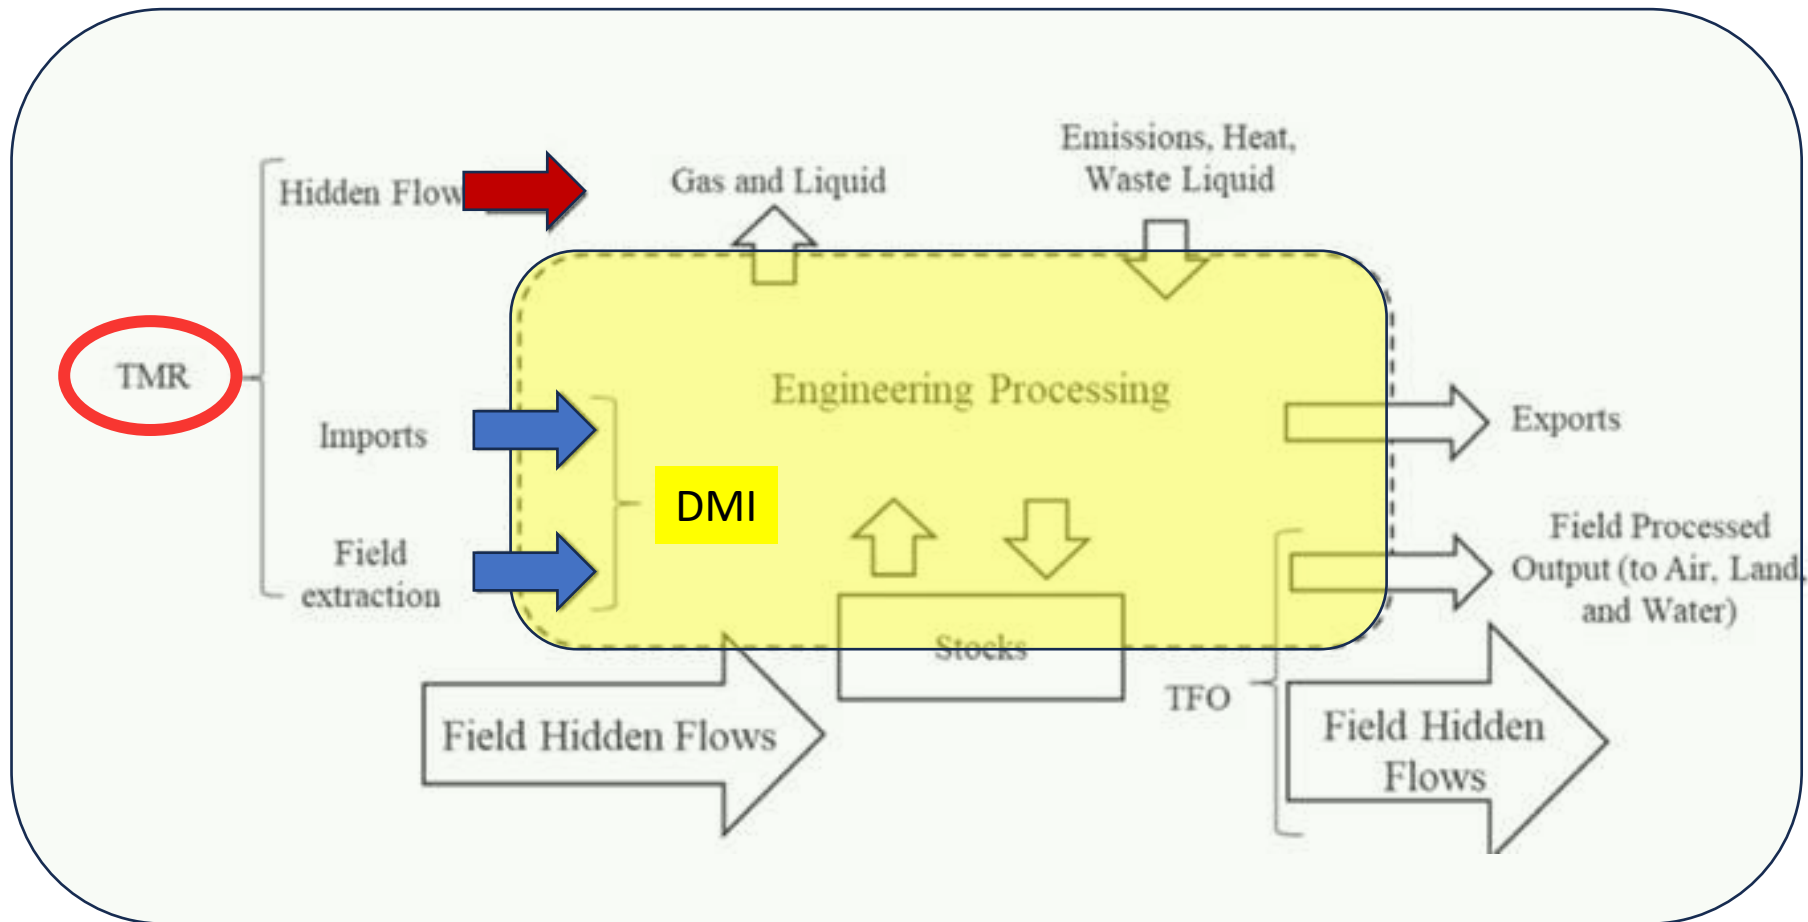 Emissions, Heat,
Waste Liquid
Gas and Liquid
Hidden Flow
TMR
Engineering Processing
Imports
Exports
DMI
Field
extraction
Field Processed
Output (to Air, Land,
and Water)
Stocks
TFO
Field Hidden Flows
Field Hidden
Flows